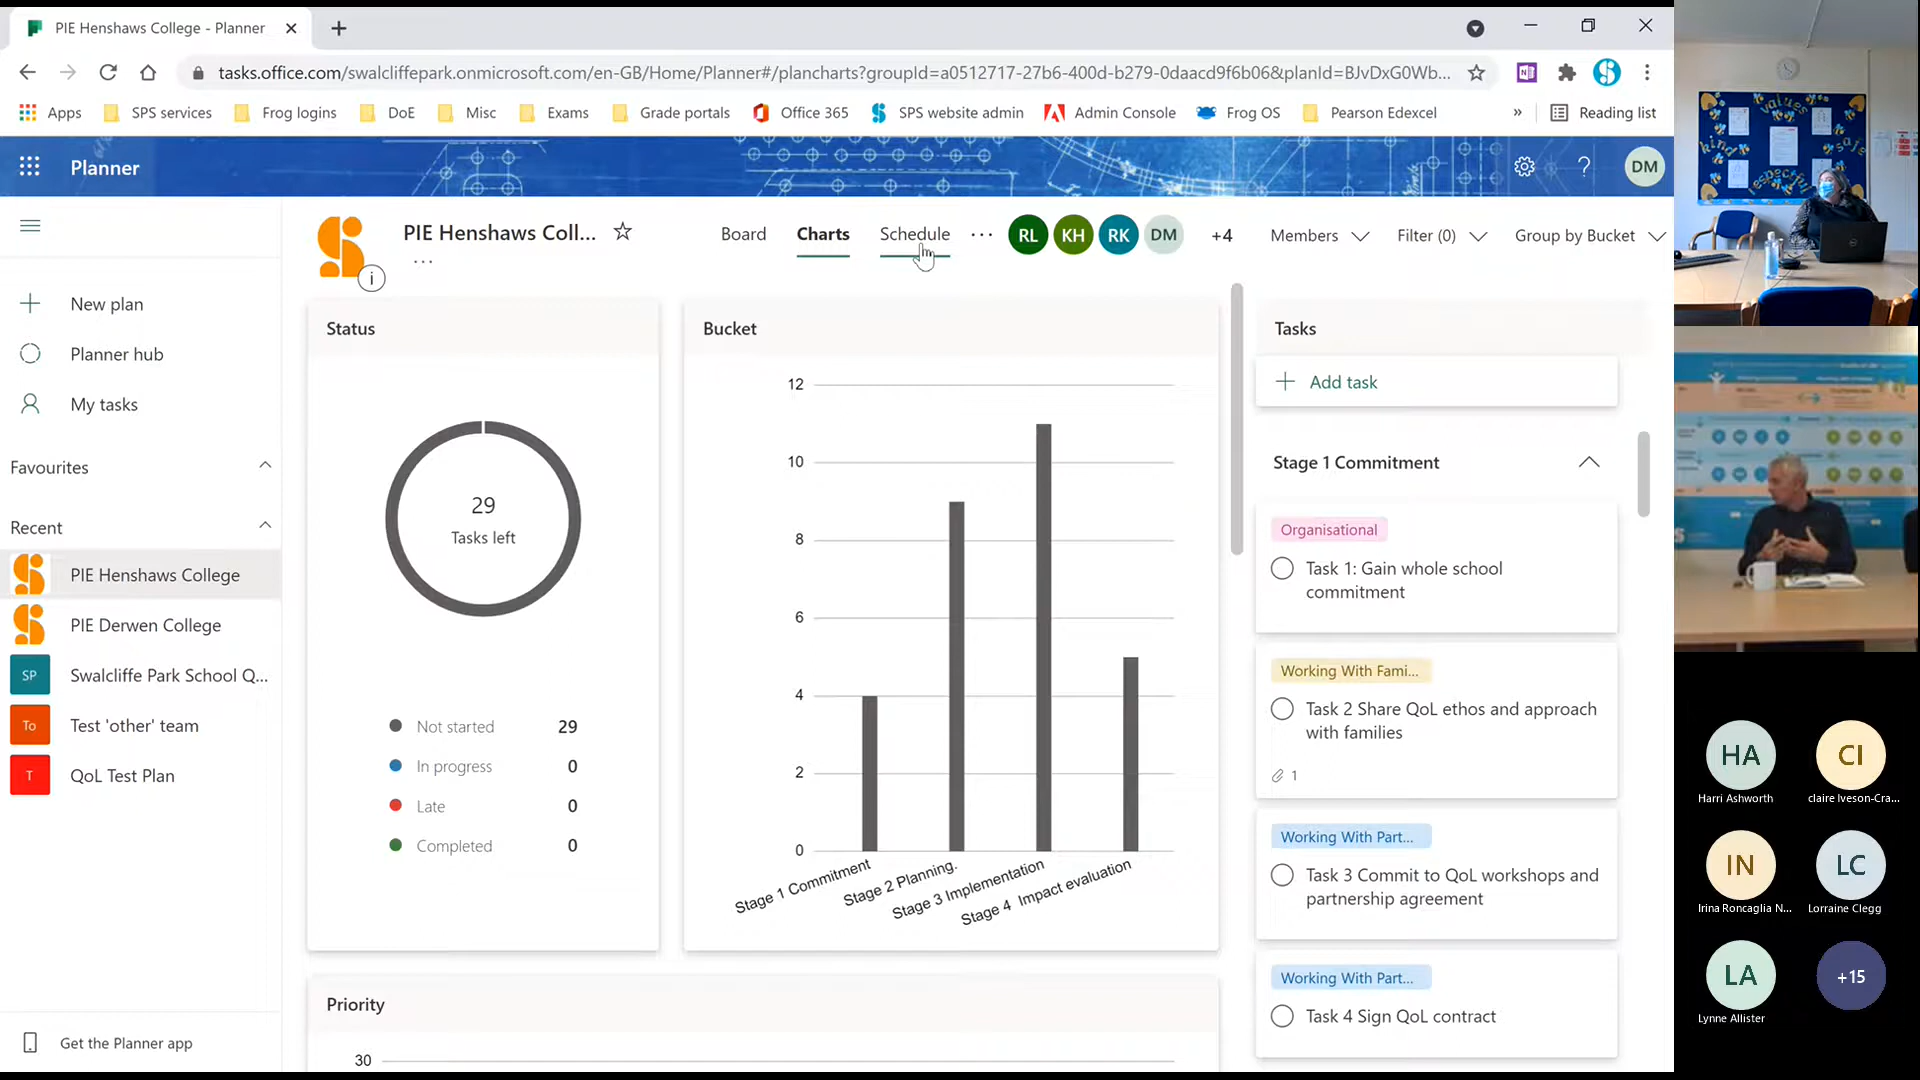 PIE Henshaws College - Planner
tasks.office.com/swalcliffepark.onmicrosoft.com/en-GB/Home/Planner#/plancharts?groupId=a0512717-27b6-400d-b279-0daacd9f6b06&planId=BJvDxG0Wb...
Apps SPS services Frog logins DoE Misc Exams Grade portals Office 365 SPS website admin Admin Console Frog OS Pearson Edexcel » Reading list
Planner
? DM
PIE Henshaws Coll...
...
Board Charts Schedule ... RL KH RK DM +4 Members Filter (0) Group by Bucket
New plan
Planner hub
My tasks
Favourites
Recent
PIE Henshaws College
PIE Derwen College
SP Swalcliffe Park School Q...
To Test 'other' team
T QoL Test Plan
Get the Planner app
Status
29
Tasks left
Not started 29
In progress 0
Late 0
Completed 0
Bucket
12
10
8
6
4
2
0
Stage 1 Commitment
Stage 2 Planning.
Stage 3 Implementation
Stage 4 Impact evaluation
Priority
30
Tasks
Add task
Stage 1 Commitment
Organisational
Task 1: Gain whole school
commitment
Working With Fami...
Task 2 Share QoL ethos and approach
with families
1
Working With Part...
Task 3 Commit to QoL workshops and
partnership agreement
Working With Part...
Task 4 Sign QoL contract
values
kind
safe
respectful
HA
Harri Ashworth
CI
claire Iveson-Cra...
IN
Irina Roncaglia N...
LC
Lorraine Clegg
LA
Lynne Allister
+15